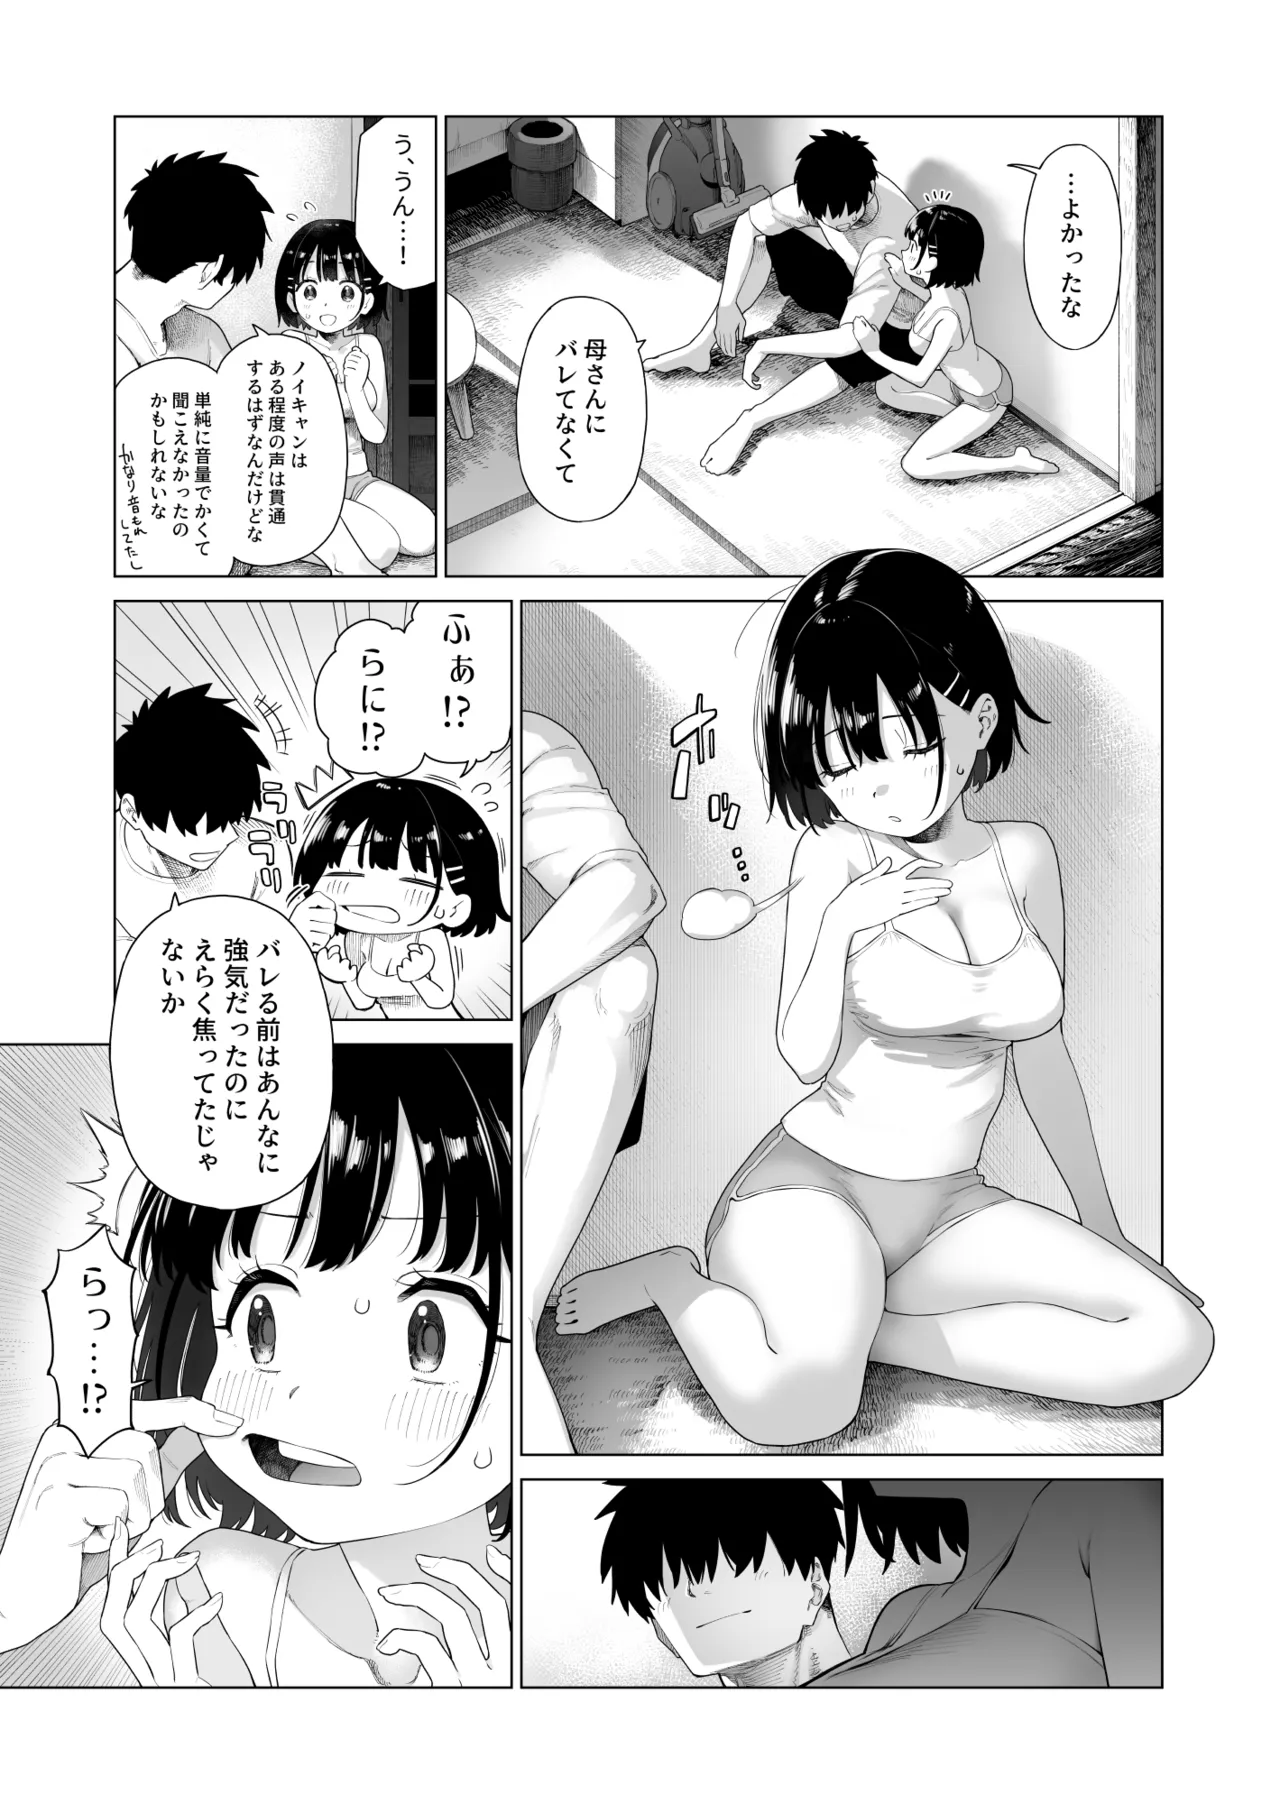 …よかったな
母さんに
バレてなくて
う、うん…！
ノイキャンは
ある程度の声は貫通
するはずなんだけどな
単純に音量でかくて
聞こえなかったの
かもしれないな
かなり音もれ
してたし
ホッ…
ふぁ!?
らに!?
ぐりぐり
バレる前はあんなに
強気だったのに
えらく焦ってたじゃ
ないか
らっ…!?